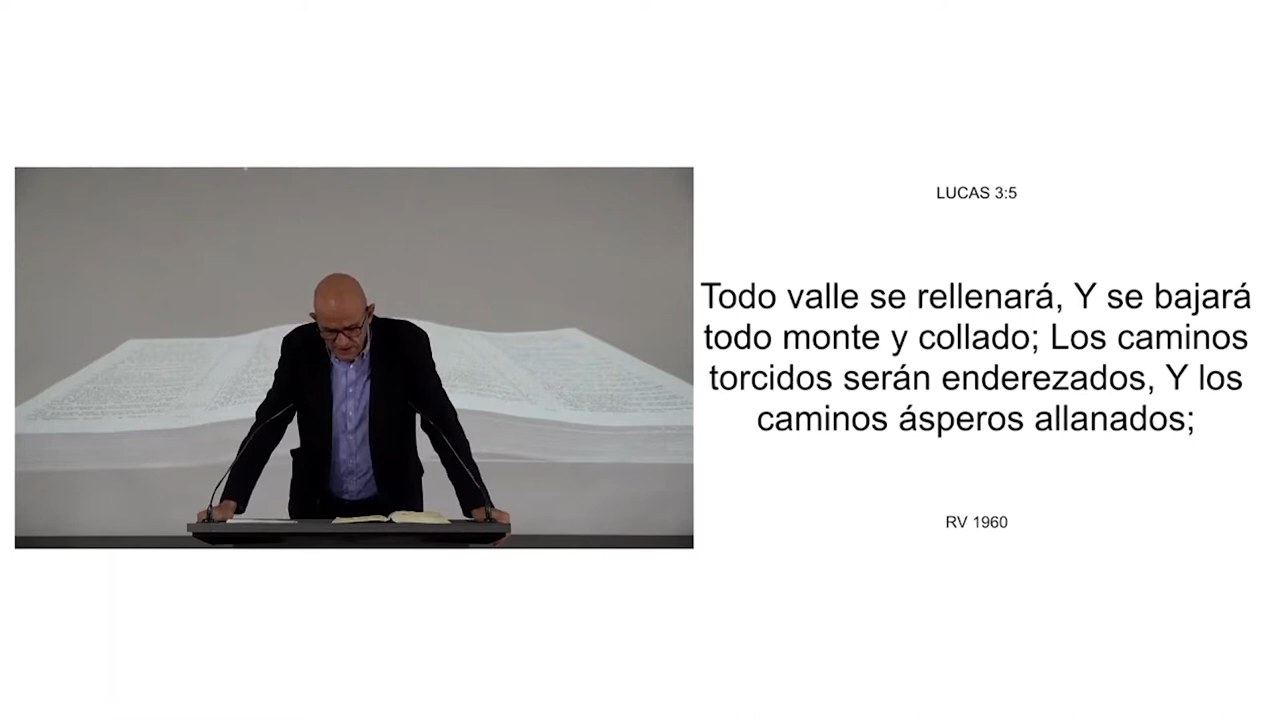 LUCAS 3:5
Todo valle se rellenará, Y se bajará
todo monte y collado; Los caminos
torcidos serán enderezados, Y los
caminos ásperos allanados;
RV 1960